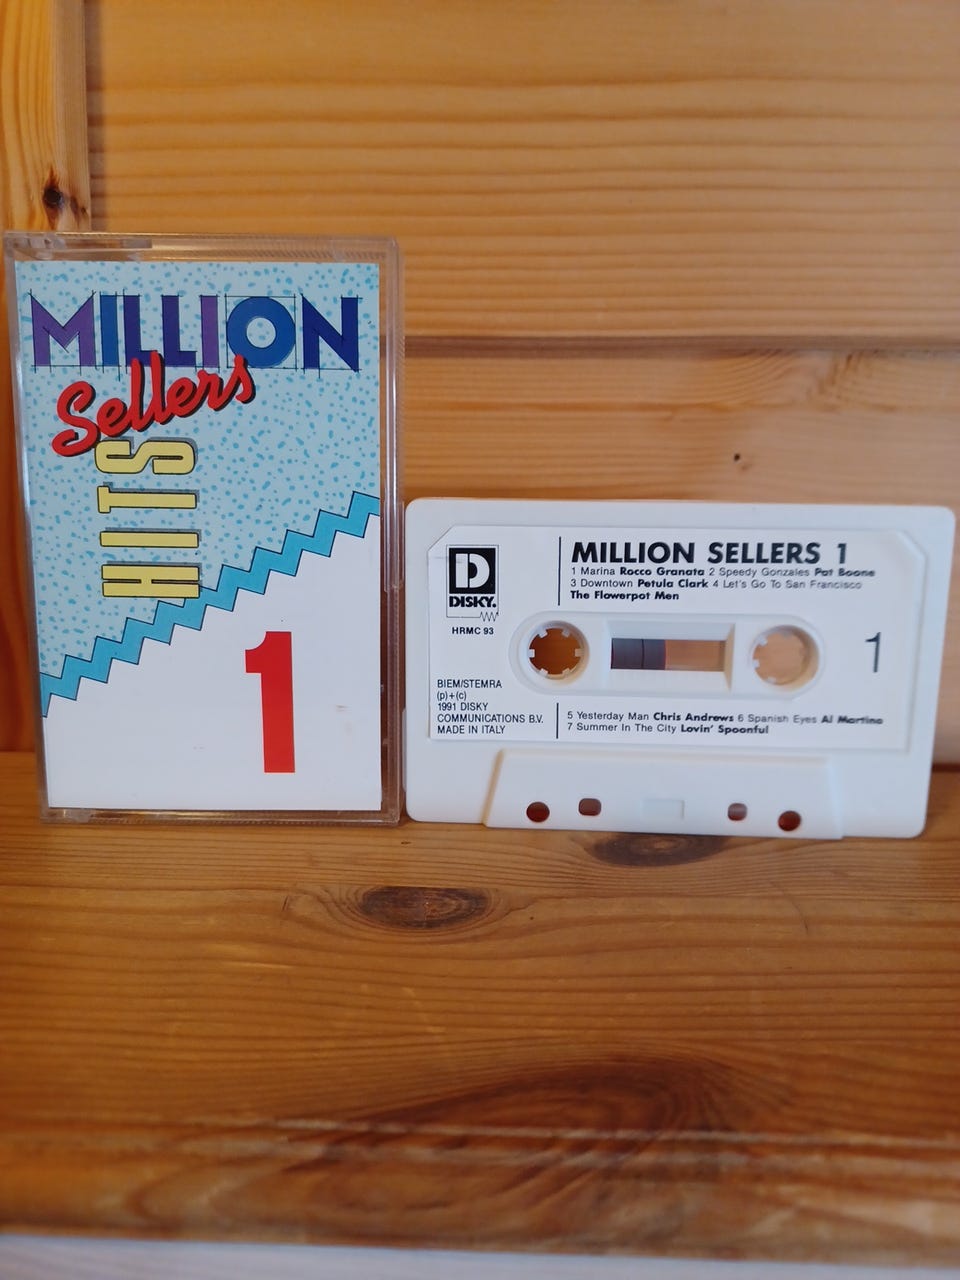 MILLION
Sellers
HITS
1
D
DISKY.
HRMC 93
BIEM/STEMRA
(p)+(c)
1991 DISKY
COMMUNICATIONS B.V.
MADE IN ITALY
MILLION SELLERS 1
1 Marina Rocco Granata 2 Speedy Gonzales Pat Boone
3 Downtown Petula Clark 4 Let's Go To San Francisco
The Flowerpot Men
1
5 Yesterday Man Chris Andrews 6 Spanish Eyes Al Martino
7 Summer In The City Lovin' Spoonful